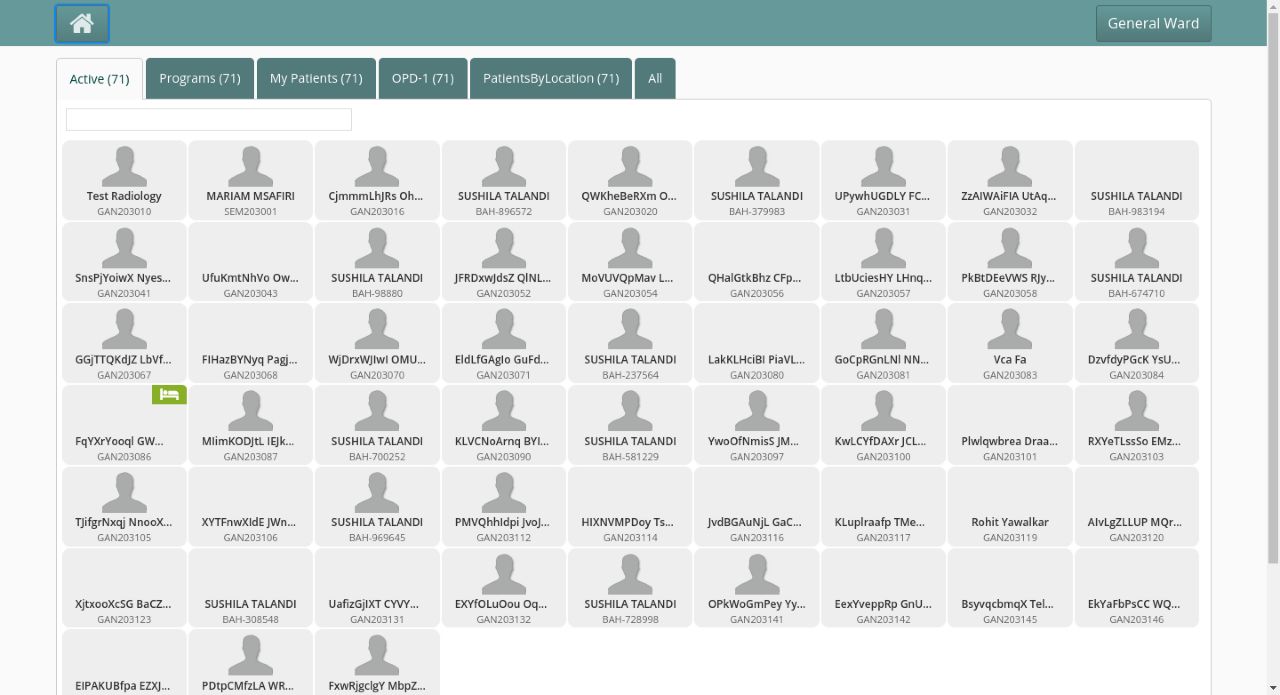 General Ward
Active (71) Programs (71) My Patients (71) OPD-1 (71) PatientsByLocation (71) All
Test Radiology MARIAM MSAFIRI CjmmmLhJRs Oh... SUSHILA TALANDI QWKheBeRXm O... SUSHILA TALANDI UPywhUGDLY FC... ZzAIWAiFIA UtAq... SUSHILA TALANDI
GAN203010 SEM203001 GAN203016 BAH-896572 GAN203020 BAH-379983 GAN203031 GAN203032 BAH-983194
SnsPjYoiwX Nyes... UfuKmtNhVo Ow... SUSHILA TALANDI JFRDxwJdsZ QlNL... MoVUVQpMav L... QHalGtkBhz CFp... LtbUciesHY LHnq... PkBtDEeVWS RJy... SUSHILA TALANDI
GAN203041 GAN203043 BAH-98880 GAN203052 GAN203054 GAN203056 GAN203057 GAN203058 BAH-674710
GGjTTQKdJZ LbVf... FIHazBYNyq Pagj... WjDrxWJIwI OMU... EldLfGAgIo GuFd... SUSHILA TALANDI LakKLHciBI PiaVL... GoCpRGnLNl NN... Vca Fa DzvfdyPGcK YsU...
GAN203067 GAN203068 GAN203070 GAN203071 BAH-237564 GAN203080 GAN203081 GAN203083 GAN203084
FqYXrYooql GW... MIimKODJtL IEJk... SUSHILA TALANDI KLVCNoArnq BYI... SUSHILA TALANDI YwoOfNmisS JM... KwLCYfDAXr JCL... Plwlqwbrea Draa... RXYeTLssSo EMz...
GAN203086 GAN203087 BAH-700252 GAN203090 BAH-581229 GAN203097 GAN203100 GAN203101 GAN203103
TJifgrNxqj NnooX... XYTFnwXIdE JWn... SUSHILA TALANDI PMVQhhIdpi JvoJ... HIXNVMPDoy Ts... JvdBGAuNjL GaC... KLuplraafp TMe... Rohit Yawalkar AIvLgZLLUP MQr...
GAN203105 GAN203106 BAH-969645 GAN203112 GAN203114 GAN203116 GAN203117 GAN203119 GAN203120
XjtxooXcSG BaCZ... SUSHILA TALANDI UafizGjIXT CYVY... EXYfOLuOou Oq... SUSHILA TALANDI OPkWoGmPey Yy... EexYveppRp GnU... BsyvqcbmqX Tel... EkYaFbPsCC WQ...
GAN203123 BAH-308548 GAN203131 GAN203132 BAH-728998 GAN203141 GAN203142 GAN203145 GAN203146
EIPAKUBfpa EZXJ... PDtpCMfzLA WR... FxwRjgclgY MbpZ...